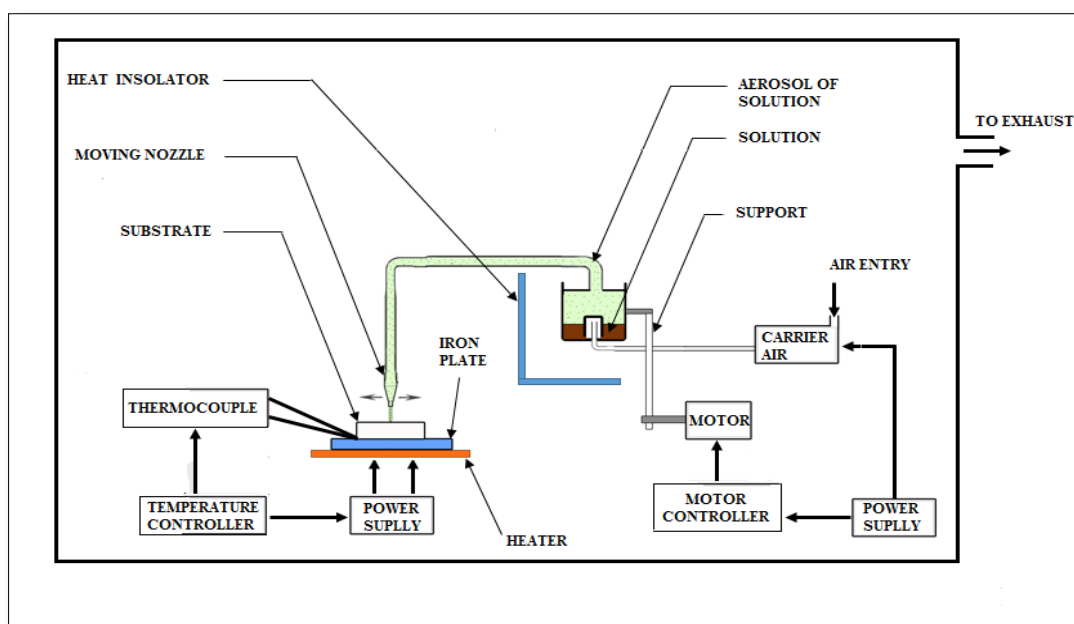 HEAT INSOLATOR
AEROSOL OF
SOLUTION
TO EXHAUST
SOLUTION
MOVING NOZZLE
SUBSTRATE
SUPPORT
AIR ENTRY
IRON
PLATE
CARRIER
AIR
THERMOCOUPLE
MOTOR
TEMPERATURE
CONTROLLER
POWER
SUPLLY
MOTOR
CONTROLLER
POWER
SUPLLY
HEATER